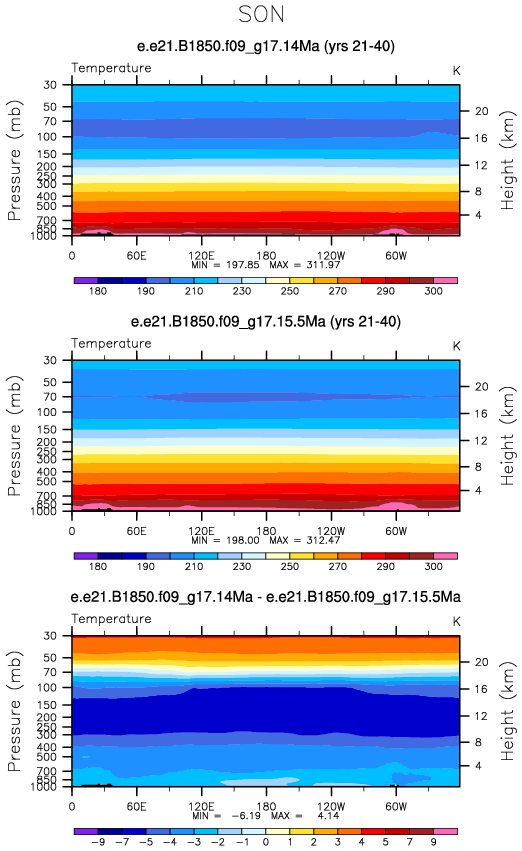 SON
e.e21.B1850.f09_g17.14Ma (yrs 21-40)
Temperature K
30
50
70
100
150
200
250
300
400
500
700
850
1000
Pressure (mb)
20
16
12
8
4
Height (km)
0 60E 120E 180 120W 60W
MIN = 197.85 MAX = 311.97
180 190 210 230 250 270 290 300
e.e21.B1850.f09_g17.15.5Ma (yrs 21-40)
Temperature K
30
50
70
100
150
200
250
300
400
500
700
850
1000
Pressure (mb)
20
16
12
8
4
Height (km)
0 60E 120E 180 120W 60W
MIN = 198.00 MAX = 312.47
180 190 210 230 250 270 290 300
e.e21.B1850.f09_g17.14Ma - e.e21.B1850.f09_g17.15.5Ma
Temperature K
30
50
70
100
150
200
250
300
400
500
700
850
1000
Pressure (mb)
20
16
12
8
4
Height (km)
0 60E 120E 180 120W 60W
MIN = -6.19 MAX = 4.14
-9 -7 -5 -4 -3 -2 -1 0 1 2 3 4 5 7 9